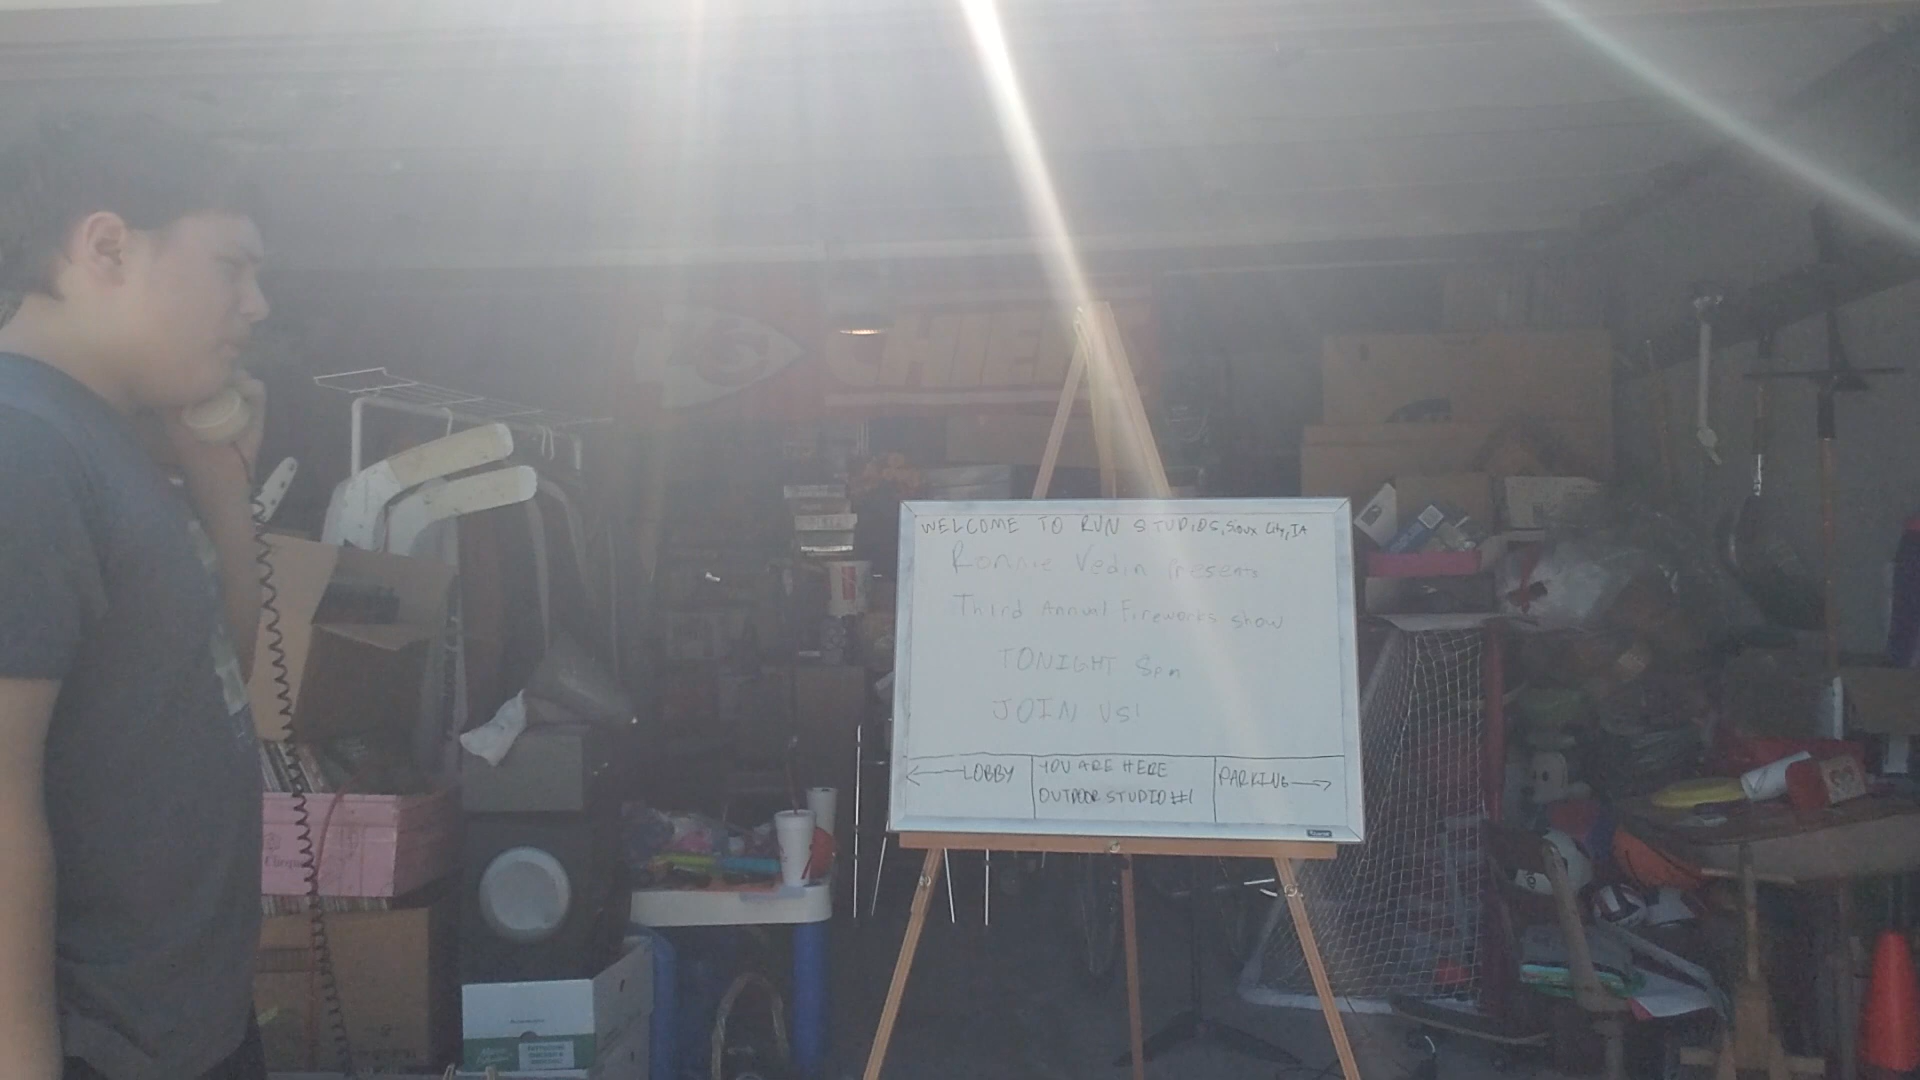 CHIEFS
WELCOME TO RUN STUDIOS, Sioux City, IA
Ronnie Vedin Presents
Third Annual Fireworks show
TONIGHT 8pm
JOIN US!
← LOBBY
YOU ARE HERE
OUTDOOR STUDIO #1
PARKING →